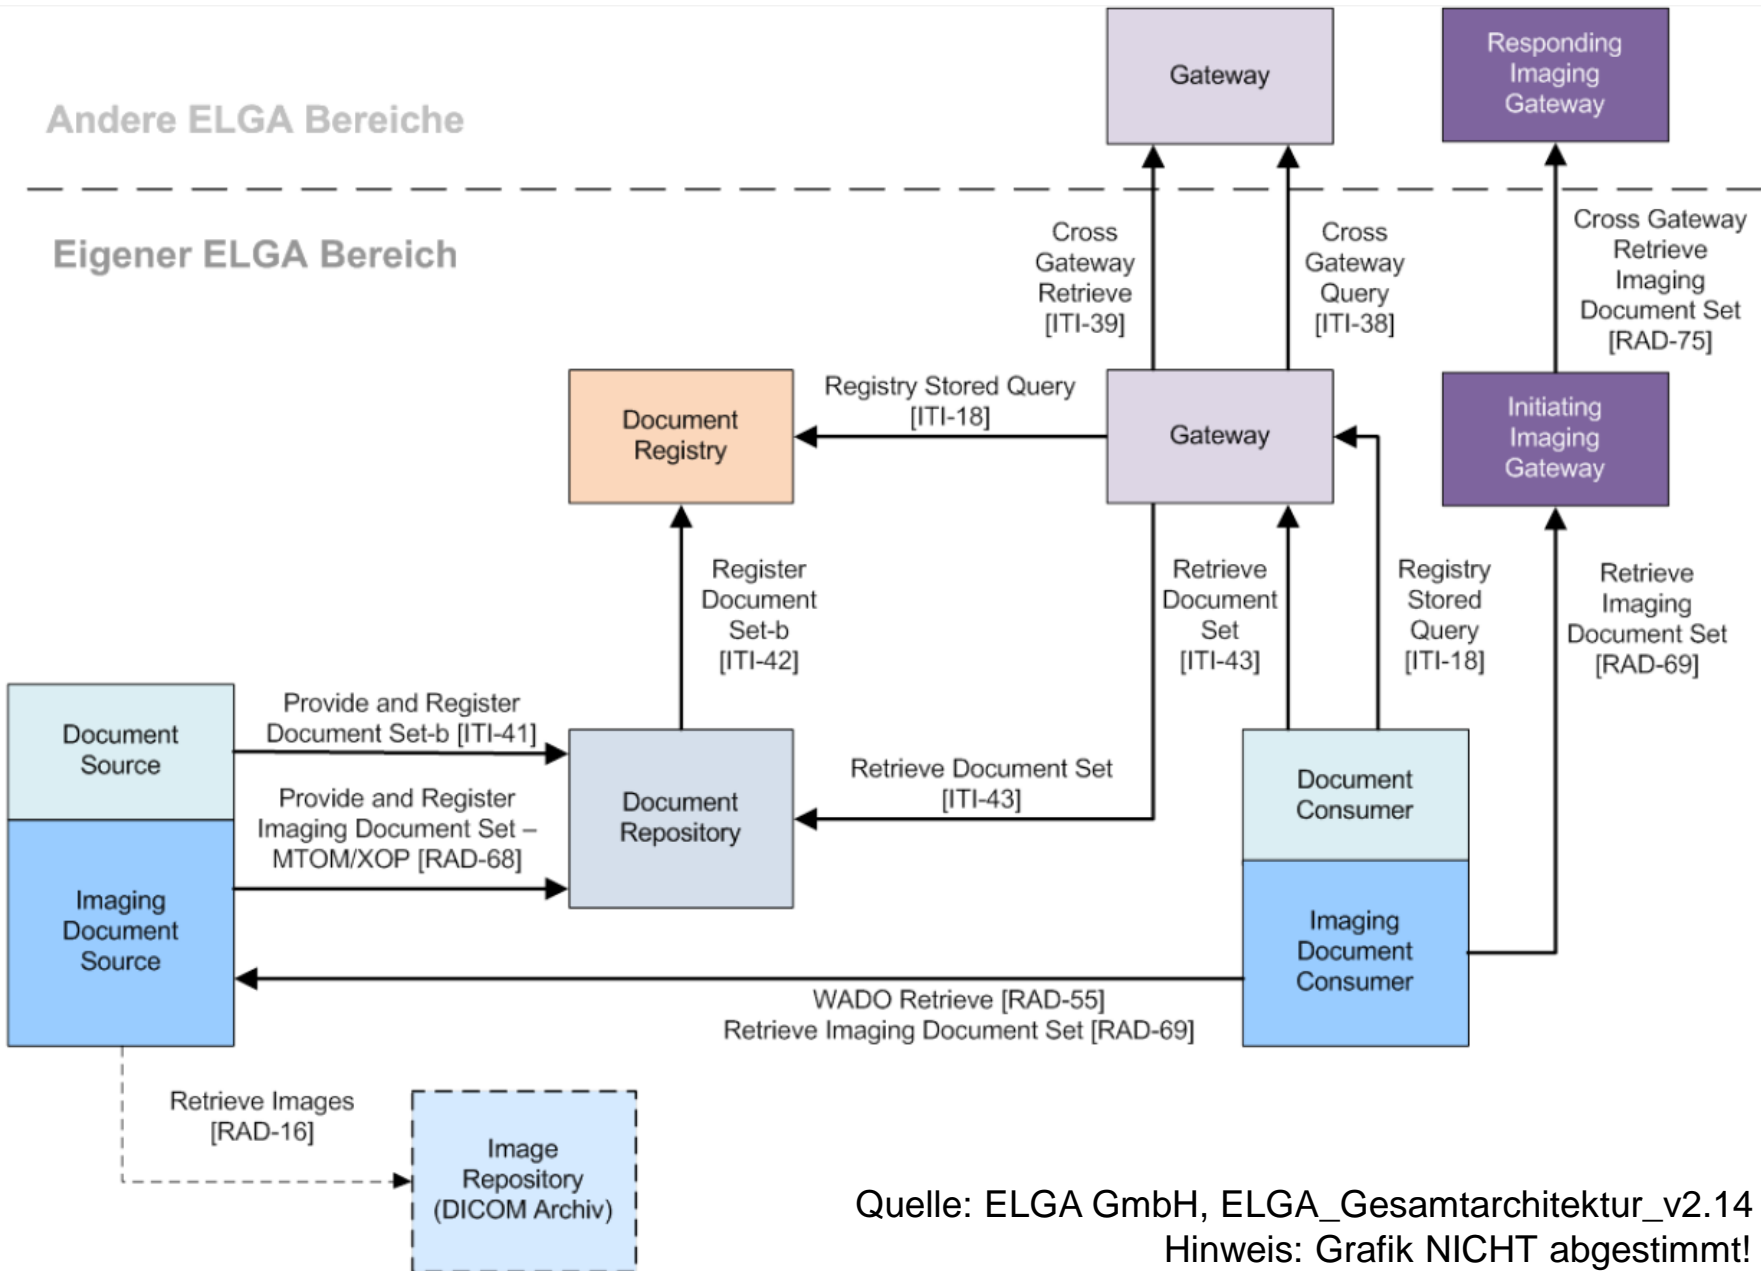 Gateway
Responding
Imaging
Gateway
Andere ELGA Bereiche
Eigener ELGA Bereich
Cross
Gateway
Retrieve
[ITI-39]
Cross
Gateway
Query
[ITI-38]
Cross Gateway
Retrieve
Imaging
Document Set
[RAD-75]
Document
Registry
Registry Stored Query
[ITI-18]
Gateway
Initiating
Imaging
Gateway
Register
Document
Set-b
[ITI-42]
Retrieve
Document
Set
[ITI-43]
Registry
Stored
Query
[ITI-18]
Retrieve
Imaging
Document Set
[RAD-69]
Document
Source
Provide and Register
Document Set-b [ITI-41]
Provide and Register
Imaging Document Set –
MTOM/XOP [RAD-68]
Document
Repository
Retrieve Document Set
[ITI-43]
Document
Consumer
Imaging
Document
Source
Imaging
Document
Consumer
WADO Retrieve [RAD-55]
Retrieve Imaging Document Set [RAD-69]
Retrieve Images
[RAD-16]
Image
Repository
(DICOM Archiv)
Quelle: ELGA GmbH, ELGA_Gesamtarchitektur_v2.14
Hinweis: Grafik NICHT abgestimmt!